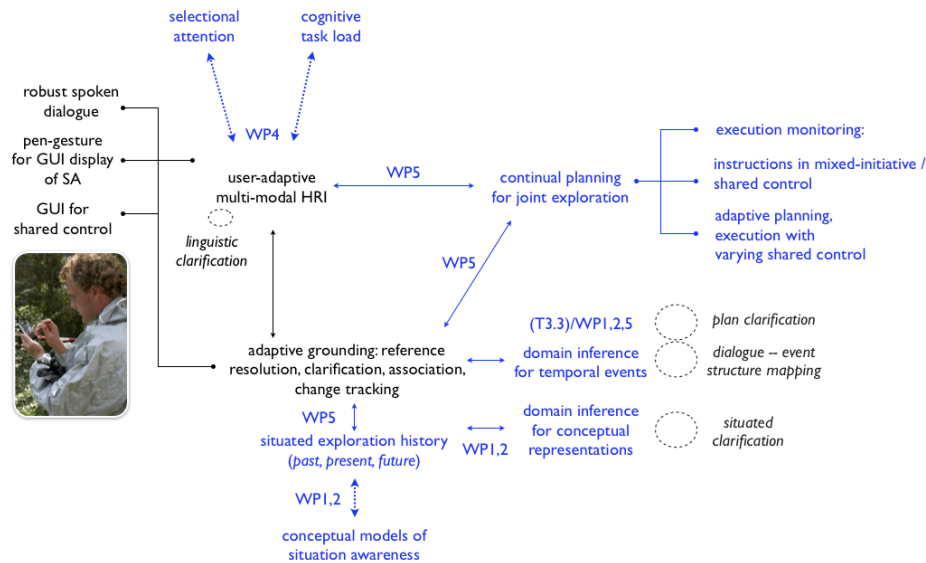 selectional
attention
cognitive
task load
robust spoken
dialogue
pen-gesture
for GUI display
of SA
GUI for
shared control
WP4
user-adaptive
multi-modal HRI
linguistic
clarification
WP5
continual planning
for joint exploration
execution monitoring:
instructions in mixed-initiative /
shared control
adaptive planning,
execution with
varying shared control
WP5
adaptive grounding: reference
resolution, clarification, association,
change tracking
(T3.3)/WP1,2,5
domain inference
for temporal events
plan clarification
dialogue -- event
structure mapping
WP5
situated exploration history
(past, present, future)
WP1,2
domain inference
for conceptual
representations
situated
clarification
WP1,2
conceptual models of
situation awareness